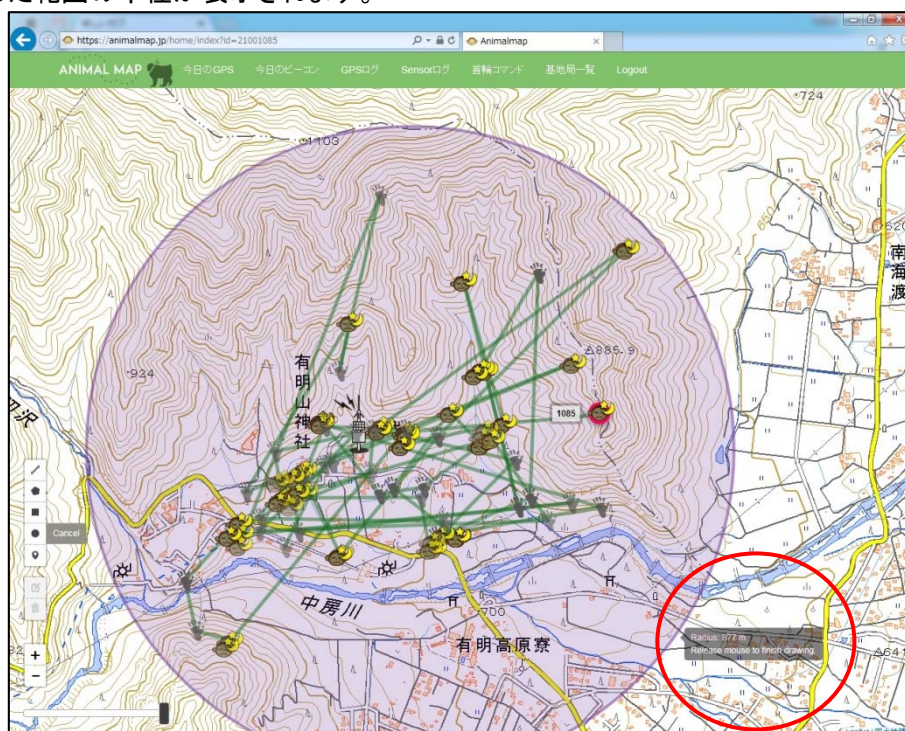 https://animalmap.jp/home/index?id=21001085
Animalmap
ANIMAL MAP
今日のGPS
今日のビーコン
GPSログ
Sensorログ
首輪コマンド
基地局一覧
Logout
724
1103
南海渡
885.9
924
有明山神社
1085
Cancel
中房川
700
有明高原寮
Radius: 877 m
Release mouse to finish drawing.
641
+
−